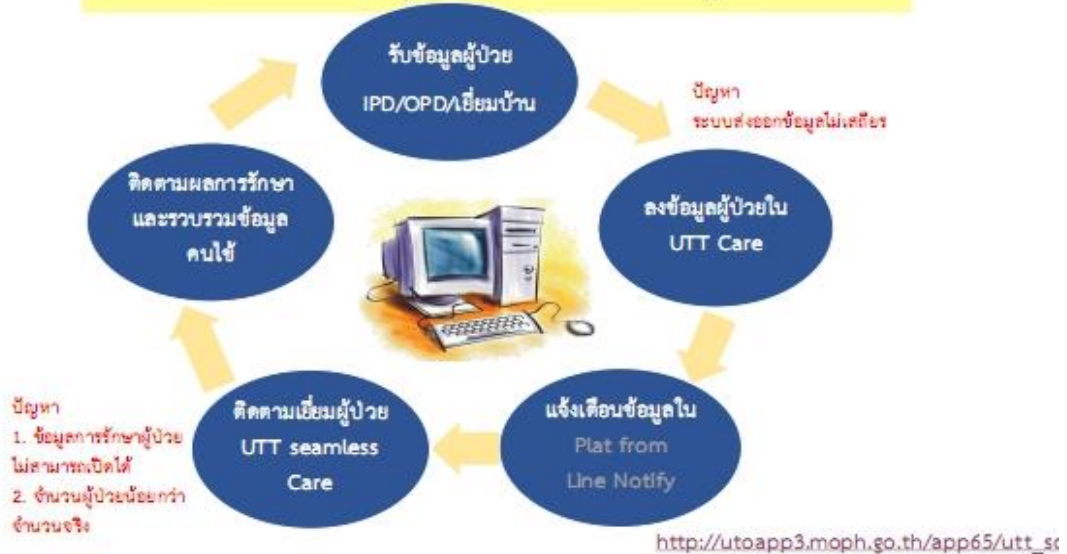 รับข้อมูลผู้ป่วย
IPD/OPD/เยี่ยมบ้าน
ปัญหา
ระบบส่งออกข้อมูลไม่เสถียร
ลงข้อมูลผู้ป่วยใน
UTT Care
แจ้งเตือนข้อมูลใน
Plat from
Line Notify
ติดตามเยี่ยมผู้ป่วย
UTT seamless
Care
ปัญหา
1. ข้อมูลการรักษาผู้ป่วย
ไม่สามารถเปิดได้
2. จำนวนผู้ป่วยน้อยกว่า
จำนวนจริง
ติดตามผลการรักษา
และรวบรวมข้อมูล
คนไข้
http://utoapp3.moph.go.th/app65/utt_sc